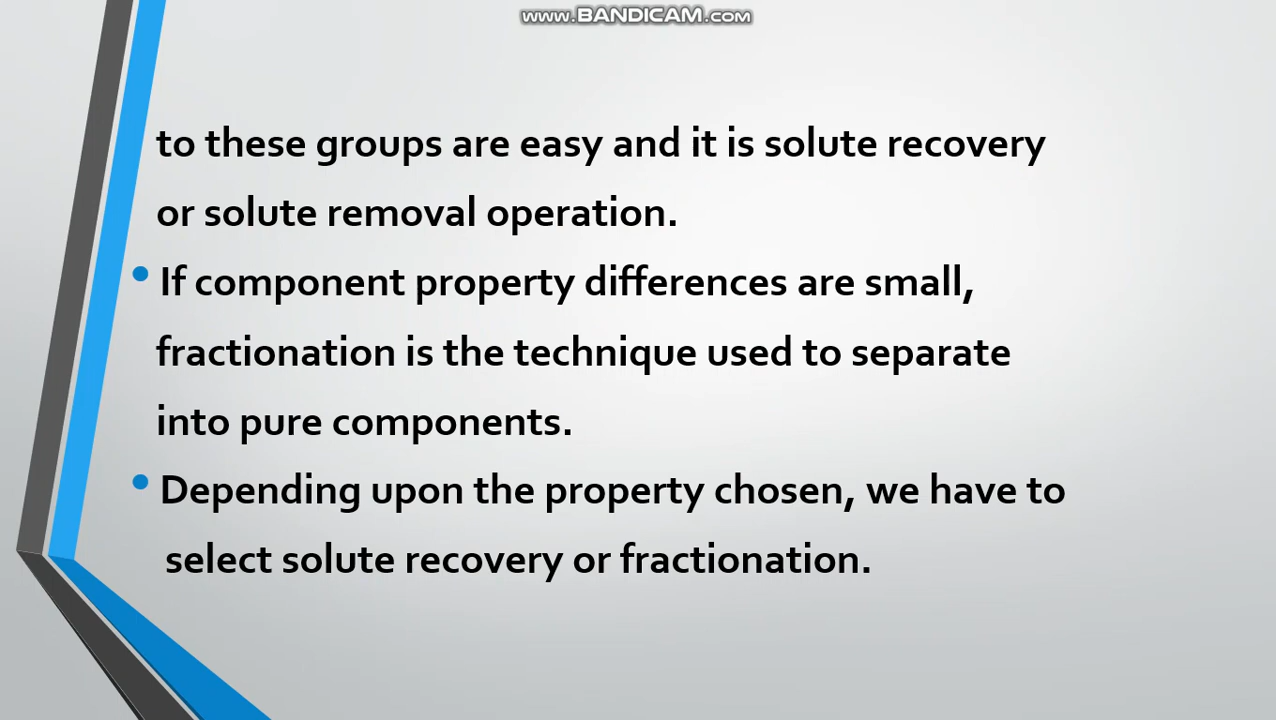 www.BANDICAM.com
to these groups are easy and it is solute recovery
or solute removal operation.
• If component property differences are small,
fractionation is the technique used to separate
into pure components.
• Depending upon the property chosen, we have to
select solute recovery or fractionation.